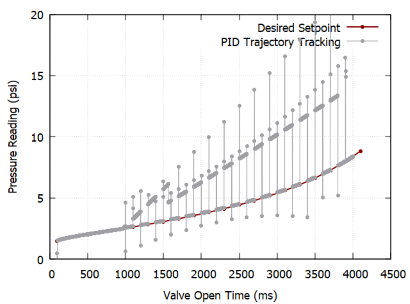 Desired Setpoint
PID Trajectory Tracking
20
15
10
5
0
Pressure Reading (psi)
0 500 1000 1500 2000 2500 3000 3500 4000 4500
Valve Open Time (ms)